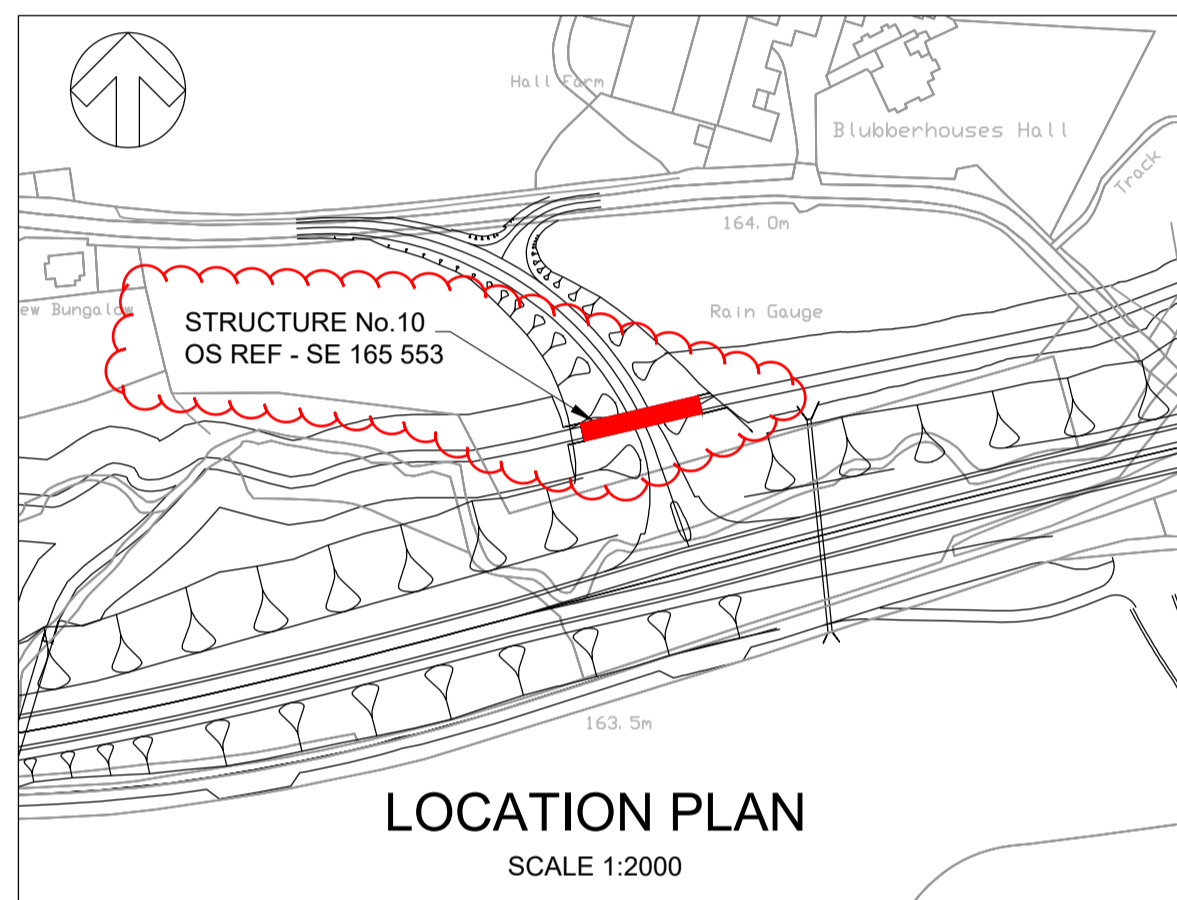 Hall Farm
Blubberhouses Hall
Track
164.0m
ew Bungalow
Rain Gauge
STRUCTURE No.10
OS REF - SE 165 553
163.5m
LOCATION PLAN
SCALE 1:2000